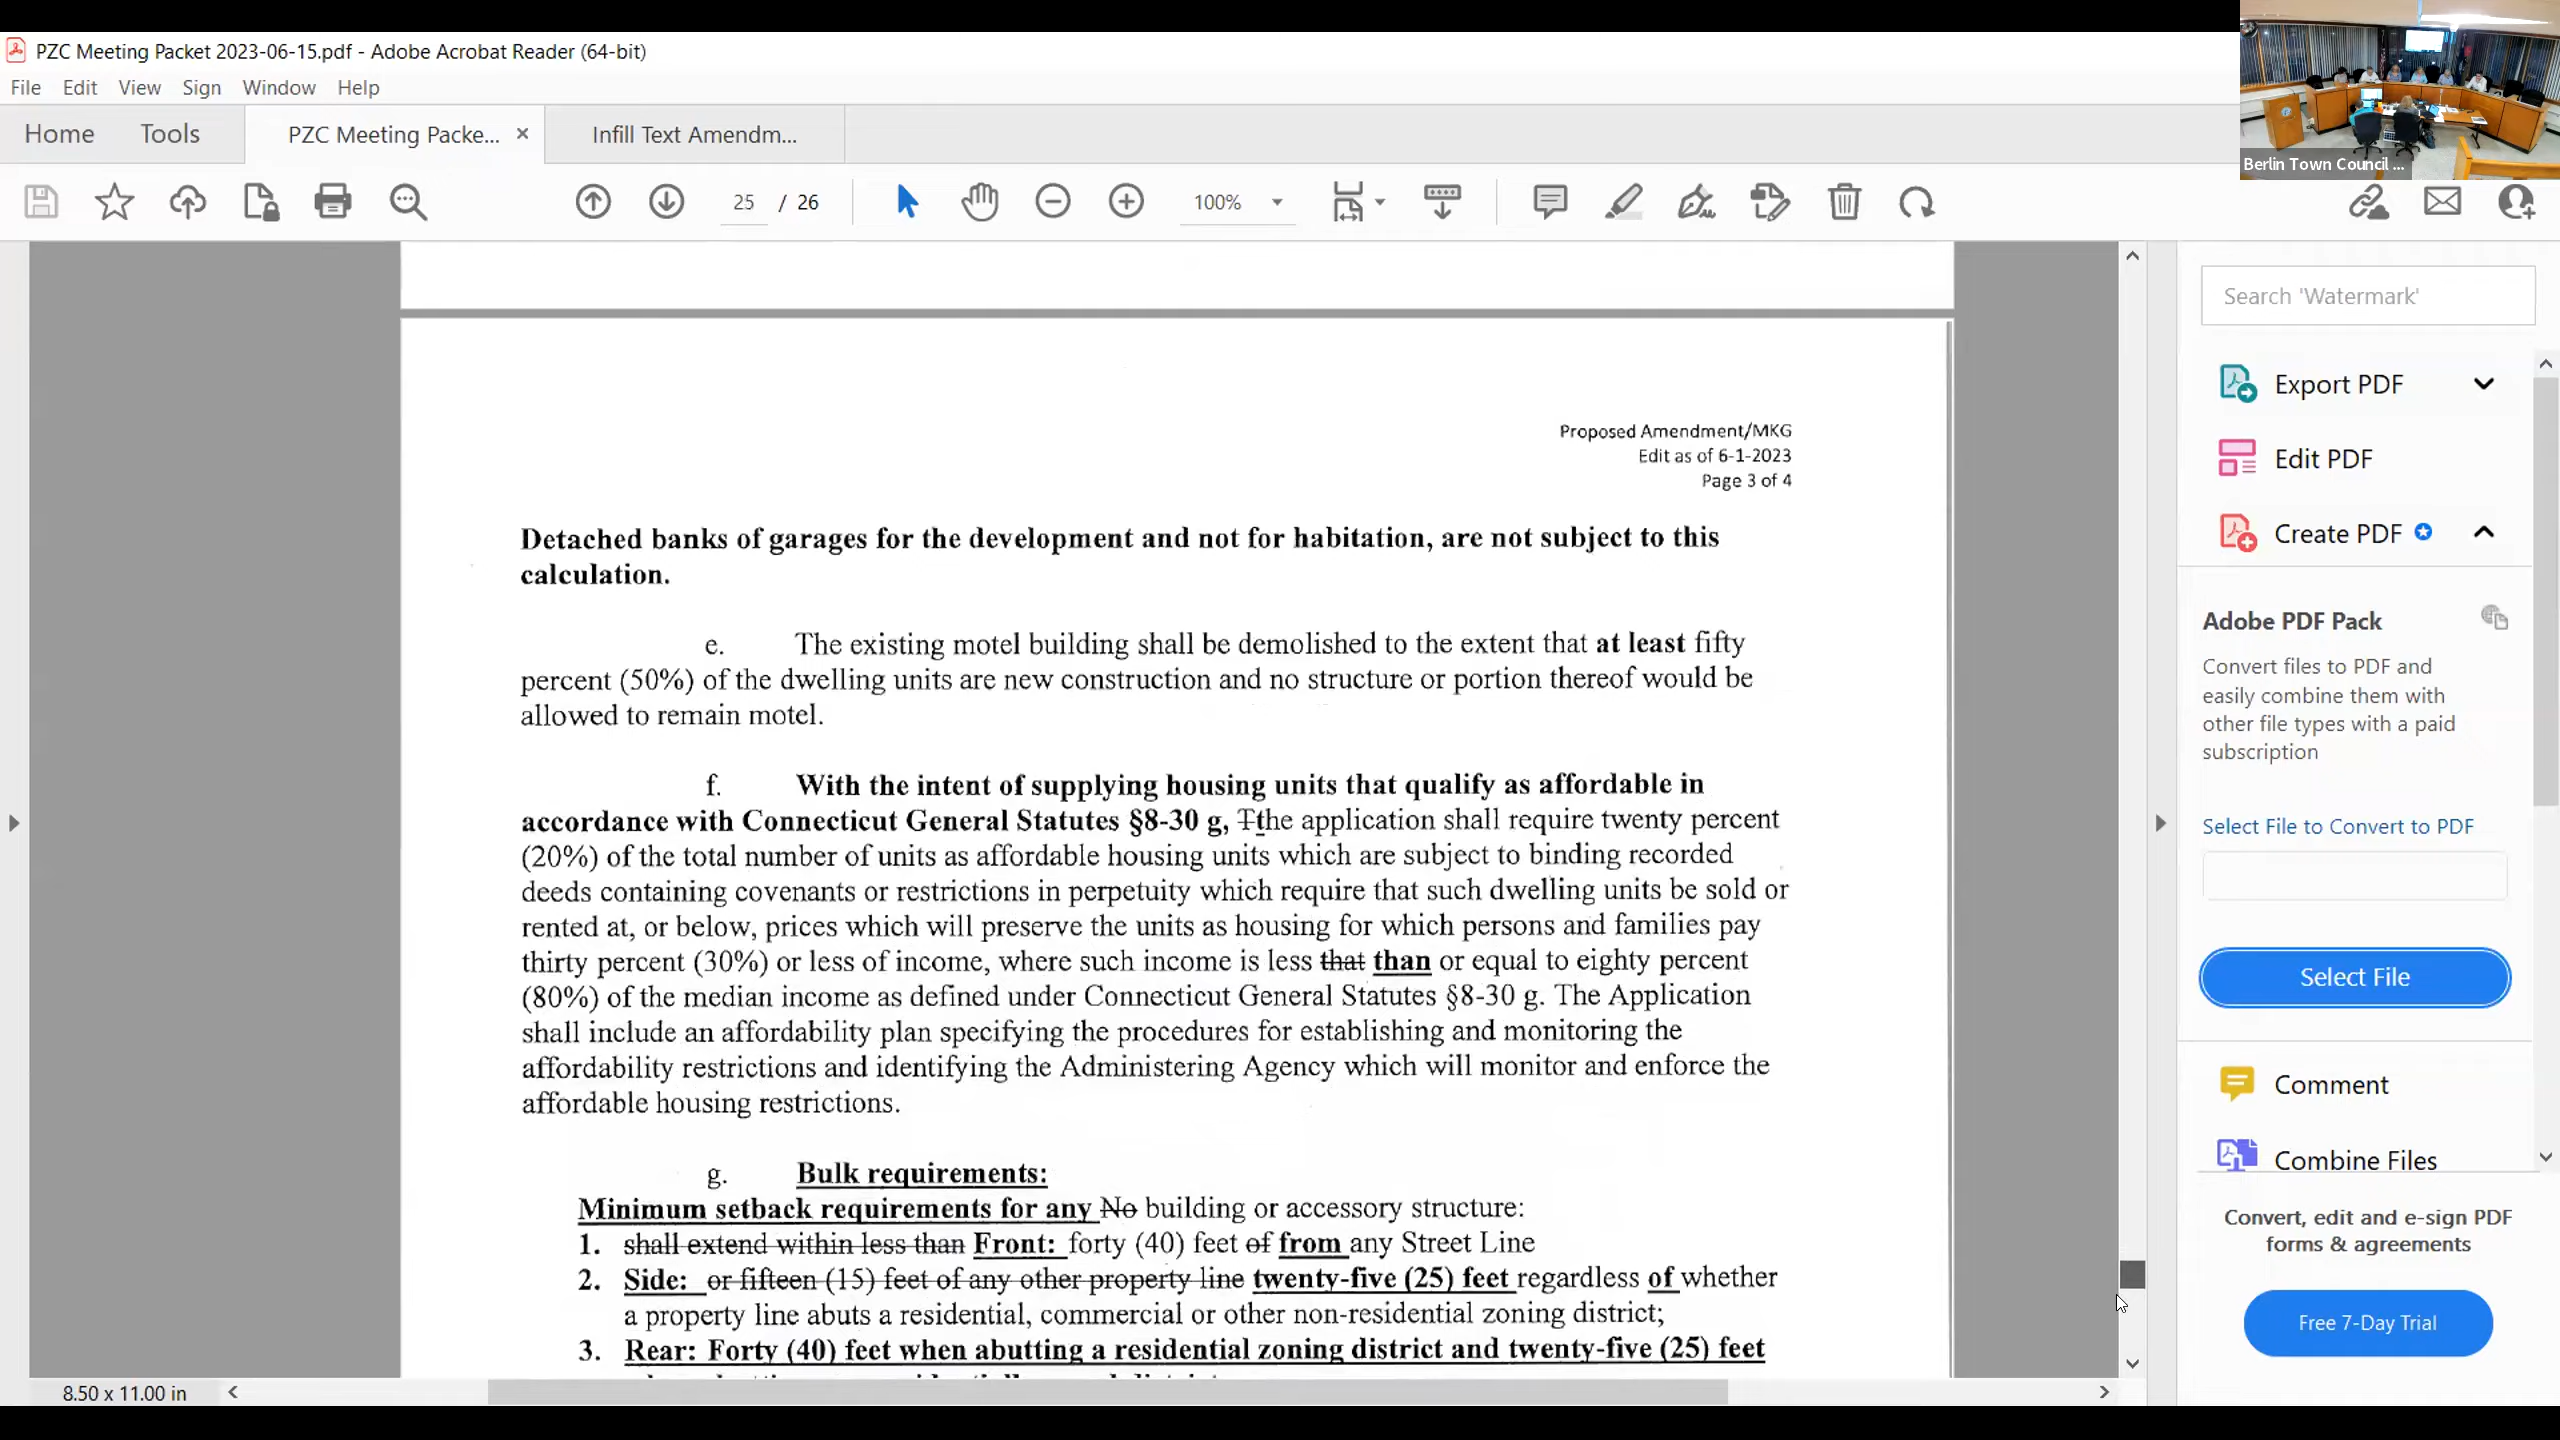 PZC Meeting Packet 2023-06-15.pdf - Adobe Acrobat Reader (64-bit)
File Edit View Sign Window Help
Home Tools PZC Meeting Packe... × Infill Text Amendm...
25 / 26 100%
Berlin Town Council ...
Proposed Amendment/MKG
Edit as of 6-1-2023
Page 3 of 4
Detached banks of garages for the development and not for habitation, are not subject to this
calculation.
e. The existing motel building shall be demolished to the extent that at least fifty
percent (50%) of the dwelling units are new construction and no structure or portion thereof would be
allowed to remain motel.
f. With the intent of supplying housing units that qualify as affordable in
accordance with Connecticut General Statutes §8-30 g, Tthe application shall require twenty percent
(20%) of the total number of units as affordable housing units which are subject to binding recorded
deeds containing covenants or restrictions in perpetuity which require that such dwelling units be sold or
rented at, or below, prices which will preserve the units as housing for which persons and families pay
thirty percent (30%) or less of income, where such income is less that than or equal to eighty percent
(80%) of the median income as defined under Connecticut General Statutes §8-30 g. The Application
shall include an affordability plan specifying the procedures for establishing and monitoring the
affordability restrictions and identifying the Administering Agency which will monitor and enforce the
affordable housing restrictions.
g. Bulk requirements:
Minimum setback requirements for any No building or accessory structure:
1. shall extend within less than Front: forty (40) feet of from any Street Line
2. Side: or fifteen (15) feet of any other property line twenty-five (25) feet regardless of whether
a property line abuts a residential, commercial or other non-residential zoning district;
3. Rear: Forty (40) feet when abutting a residential zoning district and twenty-five (25) feet
8.50 x 11.00 in
Search 'Watermark'
Export PDF
Edit PDF
Create PDF
Adobe PDF Pack
Convert files to PDF and
easily combine them with
other file types with a paid
subscription
Select File to Convert to PDF
Select File
Comment
Combine Files
Convert, edit and e-sign PDF
forms & agreements
Free 7-Day Trial